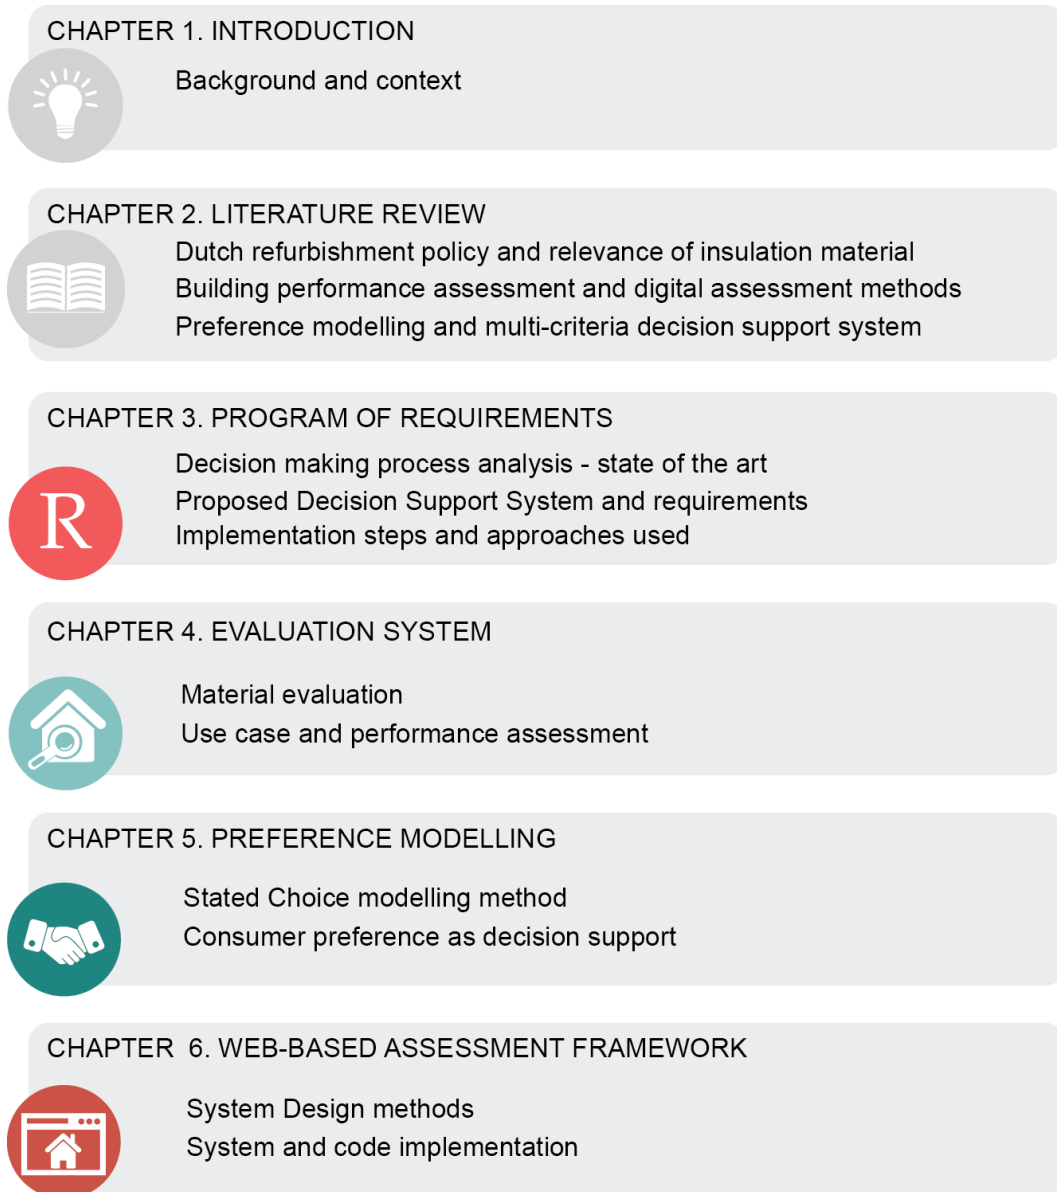 CHAPTER 1. INTRODUCTION
Background and context
CHAPTER 2. LITERATURE REVIEW
Dutch refurbishment policy and relevance of insulation material
Building performance assessment and digital assessment methods
Preference modelling and multi-criteria decision support system
CHAPTER 3. PROGRAM OF REQUIREMENTS
Decision making process analysis - state of the art
Proposed Decision Support System and requirements
R
Implementation steps and approaches used
CHAPTER 4. EVALUATION SYSTEM
Material evaluation
Use case and performance assessment
CHAPTER 5. PREFERENCE MODELLING
Stated Choice modelling method
Consumer preference as decision support
CHAPTER 6. WEB-BASED ASSESSMENT FRAMEWORK
System Design methods
System and code implementation